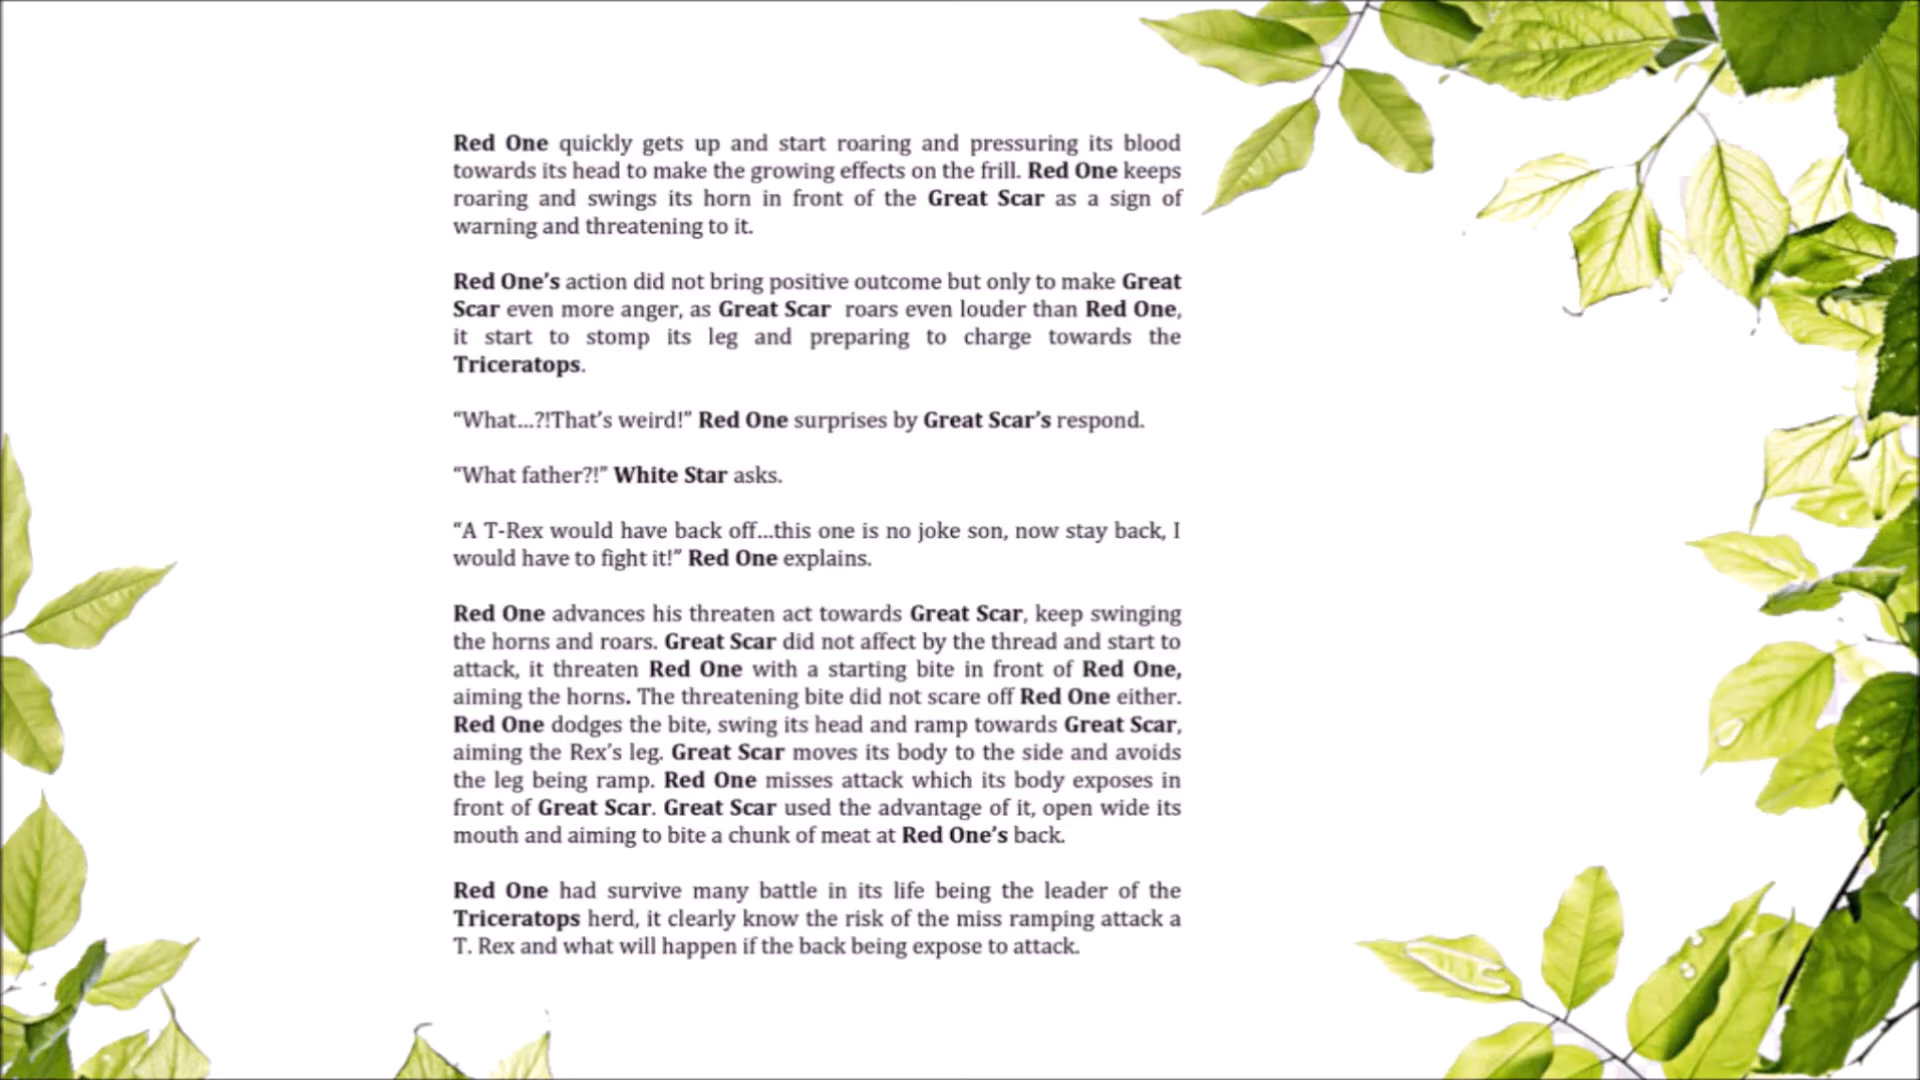 Red One quickly gets up and start roaring and pressuring its blood
towards its head to make the growing effects on the frill. Red One keeps
roaring and swings its horn in front of the Great Scar as a sign of
warning and threatening to it.
Red One’s action did not bring positive outcome but only to make Great
Scar even more anger, as Great Scar roars even louder than Red One,
it start to stomp its leg and preparing to charge towards the
Triceratops.
“What...?!That’s weird!” Red One surprises by Great Scar’s respond.
“What father?!” White Star asks.
“A T-Rex would have back off...this one is no joke son, now stay back, I
would have to fight it!” Red One explains.
Red One advances his threaten act towards Great Scar, keep swinging
the horns and roars. Great Scar did not affect by the thread and start to
attack, it threaten Red One with a starting bite in front of Red One,
aiming the horns. The threatening bite did not scare off Red One either.
Red One dodges the bite, swing its head and ramp towards Great Scar,
aiming the Rex’s leg. Great Scar moves its body to the side and avoids
the leg being ramp. Red One misses attack which its body exposes in
front of Great Scar. Great Scar used the advantage of it, open wide its
mouth and aiming to bite a chunk of meat at Red One’s back.
Red One had survive many battle in its life being the leader of the
Triceratops herd, it clearly know the risk of the miss ramping attack a
T. Rex and what will happen if the back being expose to attack.